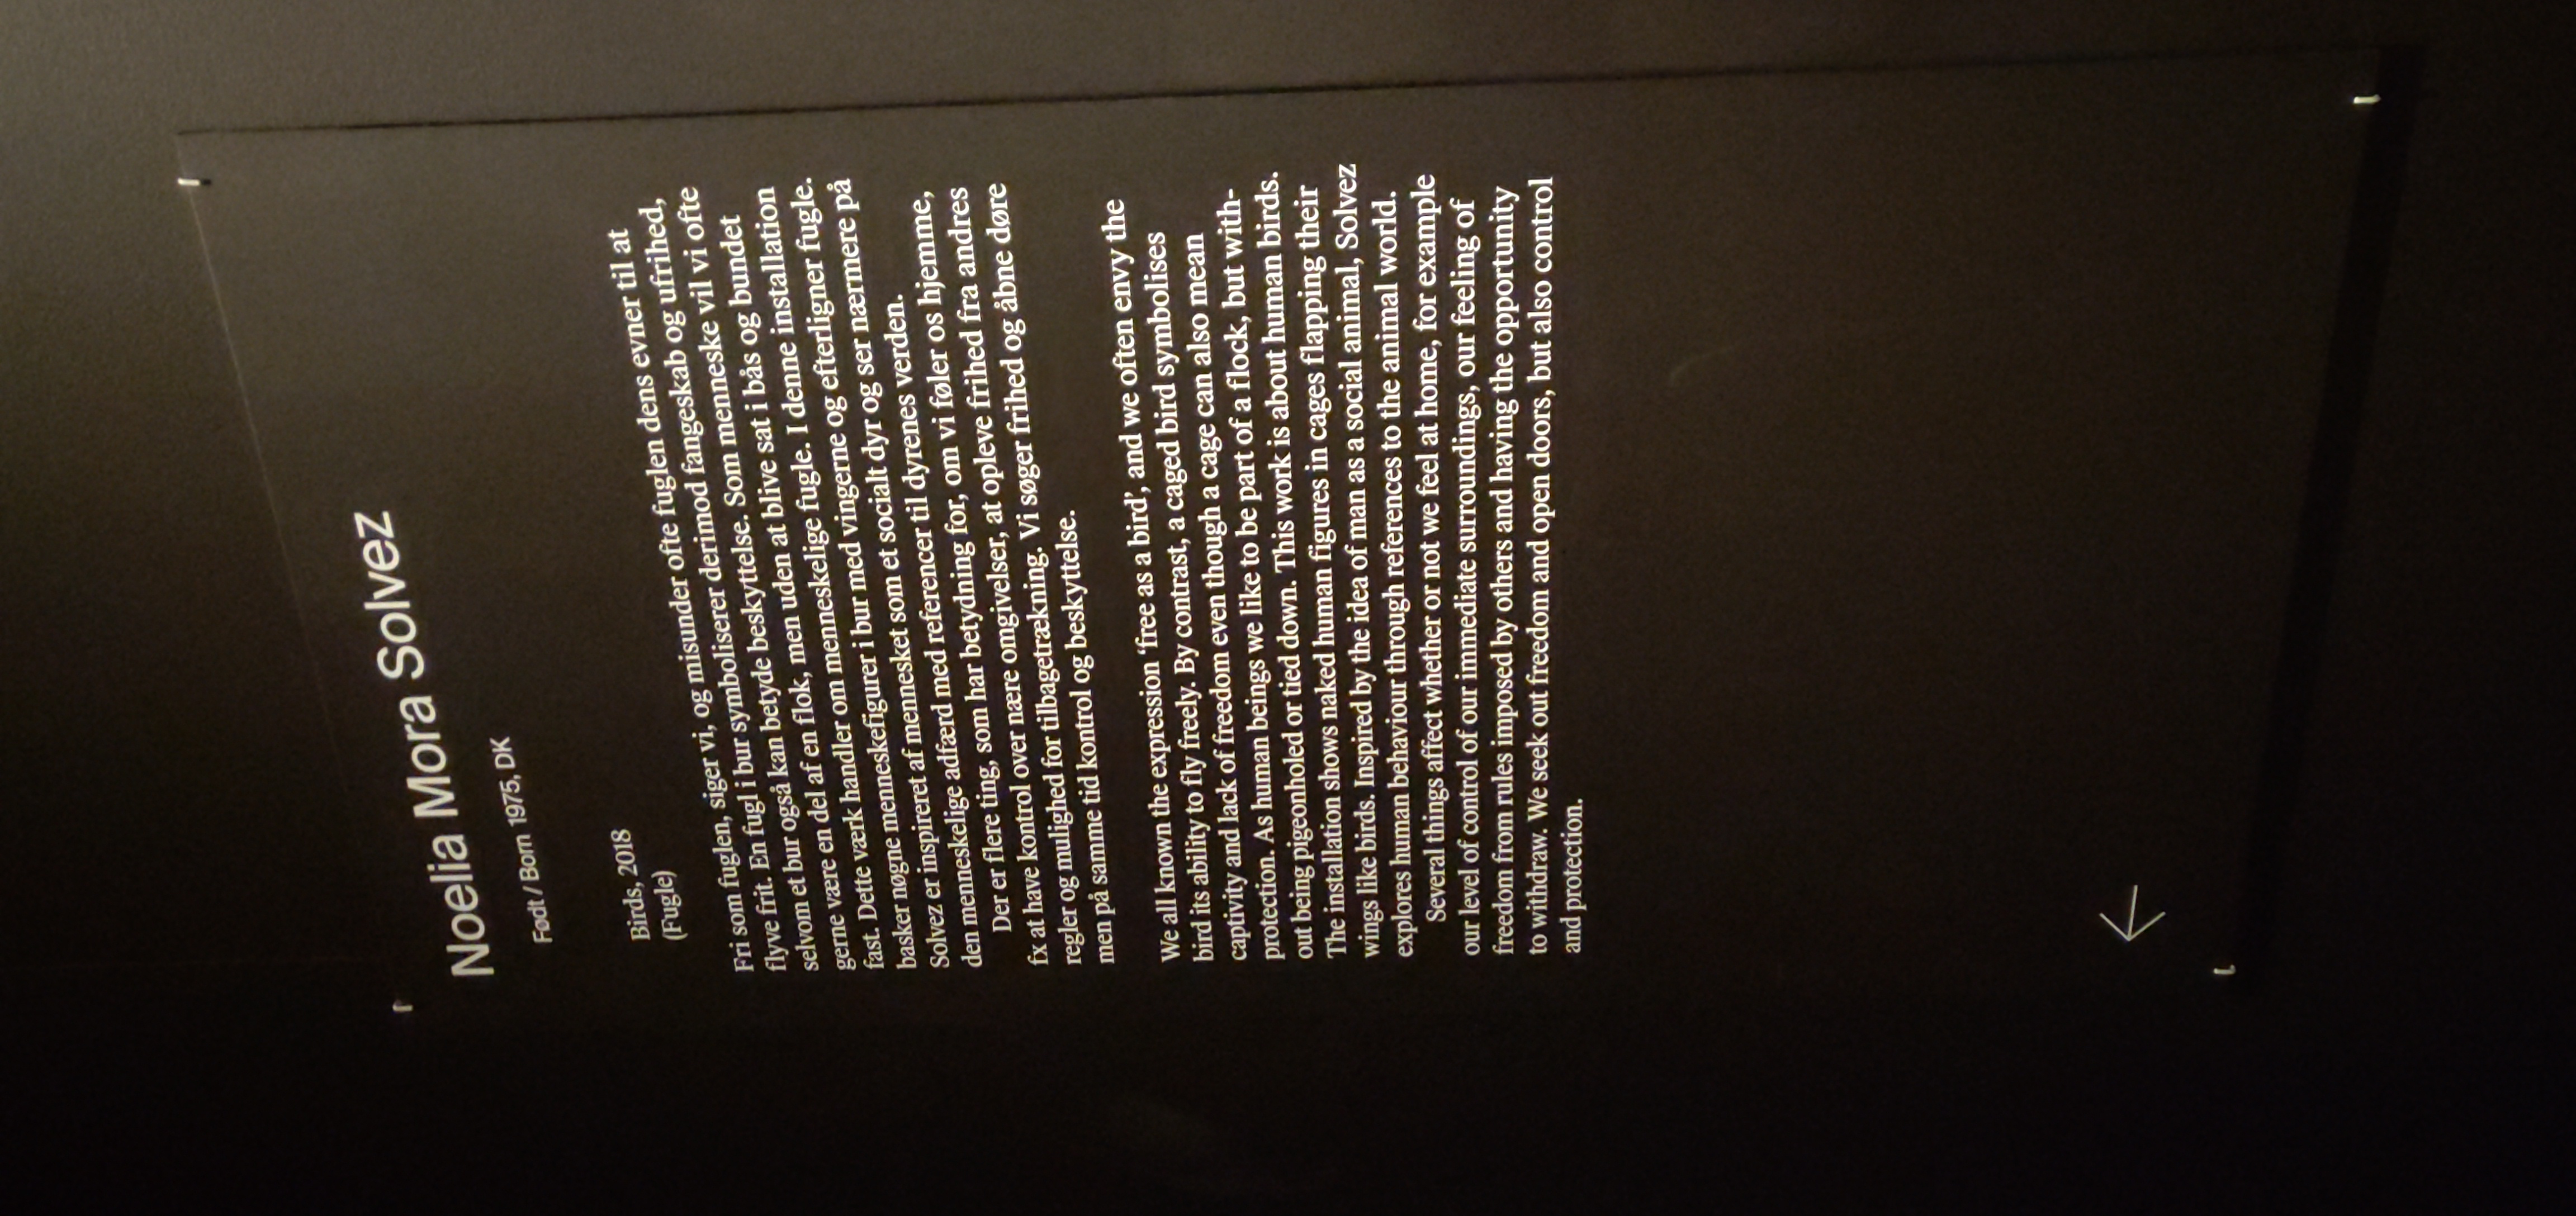 Noelia Mora Solvez
Født / Born 1975, DK
Birds, 2018
(Fugle)
Fri som fuglen, siger vi, og misunder ofte fuglen dens evner til at
flyve frit. En fugl i bur symboliserer derimod fangeskab og ufrihed,
selvom et bur også kan betyde beskyttelse. Som menneske vil vi ofte
gerne være en del af en flok, men uden at blive sat i bås og bundet
fast. Dette værk handler om menneskelige fugle. I denne installation
basker nøgne menneskefigurer i bur med vingerne og efterligner fugle.
Solvez er inspireret af mennesket som et socialt dyr og ser nærmere på
den menneskelige adfærd med referencer til dyrenes verden.
Der er flere ting, som har betydning for, om vi føler os hjemme,
fx at have kontrol over nære omgivelser, at opleve frihed fra andres
regler og mulighed for tilbagetrækning. Vi søger frihed og åbne døre
men på samme tid kontrol og beskyttelse.
We all known the expression ‘free as a bird’, and we often envy the
bird its ability to fly freely. By contrast, a caged bird symbolises
captivity and lack of freedom even though a cage can also mean
protection. As human beings we like to be part of a flock, but with-
out being pigeonholed or tied down. This work is about human birds.
The installation shows naked human figures in cages flapping their
wings like birds. Inspired by the idea of man as a social animal, Solvez
explores human behaviour through references to the animal world.
Several things affect whether or not we feel at home, for example
our level of control of our immediate surroundings, our feeling of
freedom from rules imposed by others and having the opportunity
to withdraw. We seek out freedom and open doors, but also control
and protection.